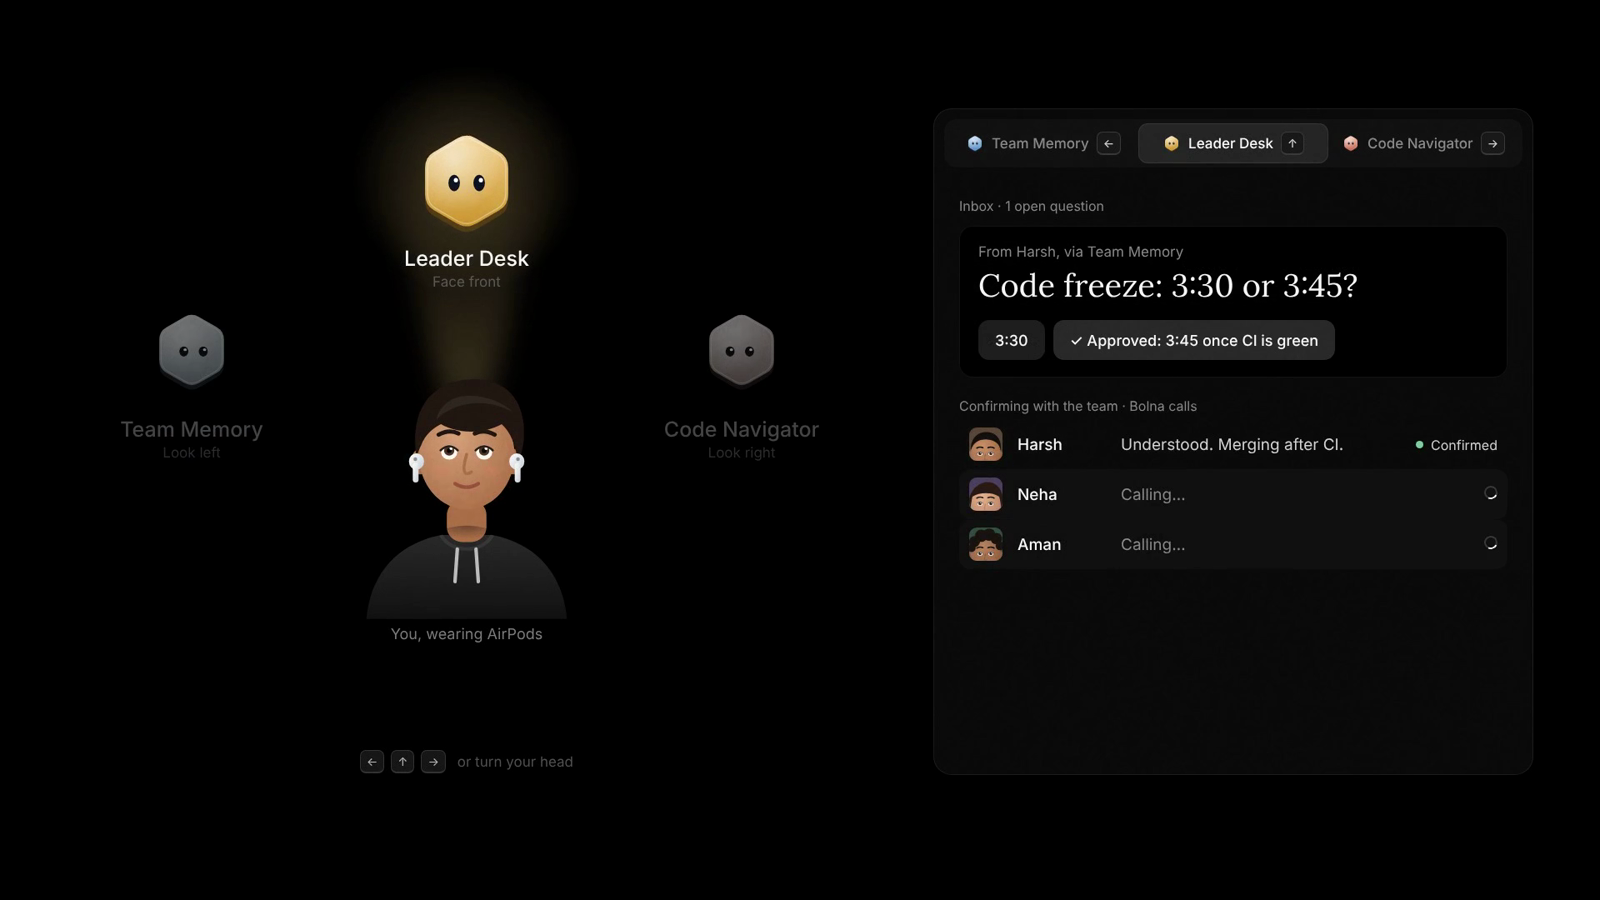 Leader Desk
Face front
Team Memory
Look left
Code Navigator
Look right
You, wearing AirPods
← ↑ → or turn your head
Team Memory ← Leader Desk ↑ Code Navigator →
Inbox · 1 open question
From Harsh, via Team Memory
Code freeze: 3:30 or 3:45?
3:30 ✓ Approved: 3:45 once CI is green
Confirming with the team · Bolna calls
Harsh Understood. Merging after CI. Confirmed
Neha Calling...
Aman Calling...